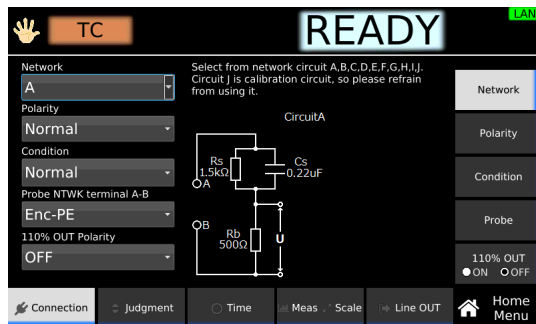 LAN
TC
READY
Network
A
Polarity
Normal
Condition
Normal
Probe NTWK terminal A-B
Enc-PE
110% OUT Polarity
OFF
Select from network circuit A,B,C,D,E,F,G,H,I,J.
Circuit J is calibration circuit, so please refrain
from using it.
CircuitA
Rs
1.5kΩ
Cs
0.22uF
A
B
Rb
500Ω
U
Network
Polarity
Condition
Probe
110% OUT
ON OFF
Connection
Judgment
Time
Meas Scale
Line OUT
Home
Menu